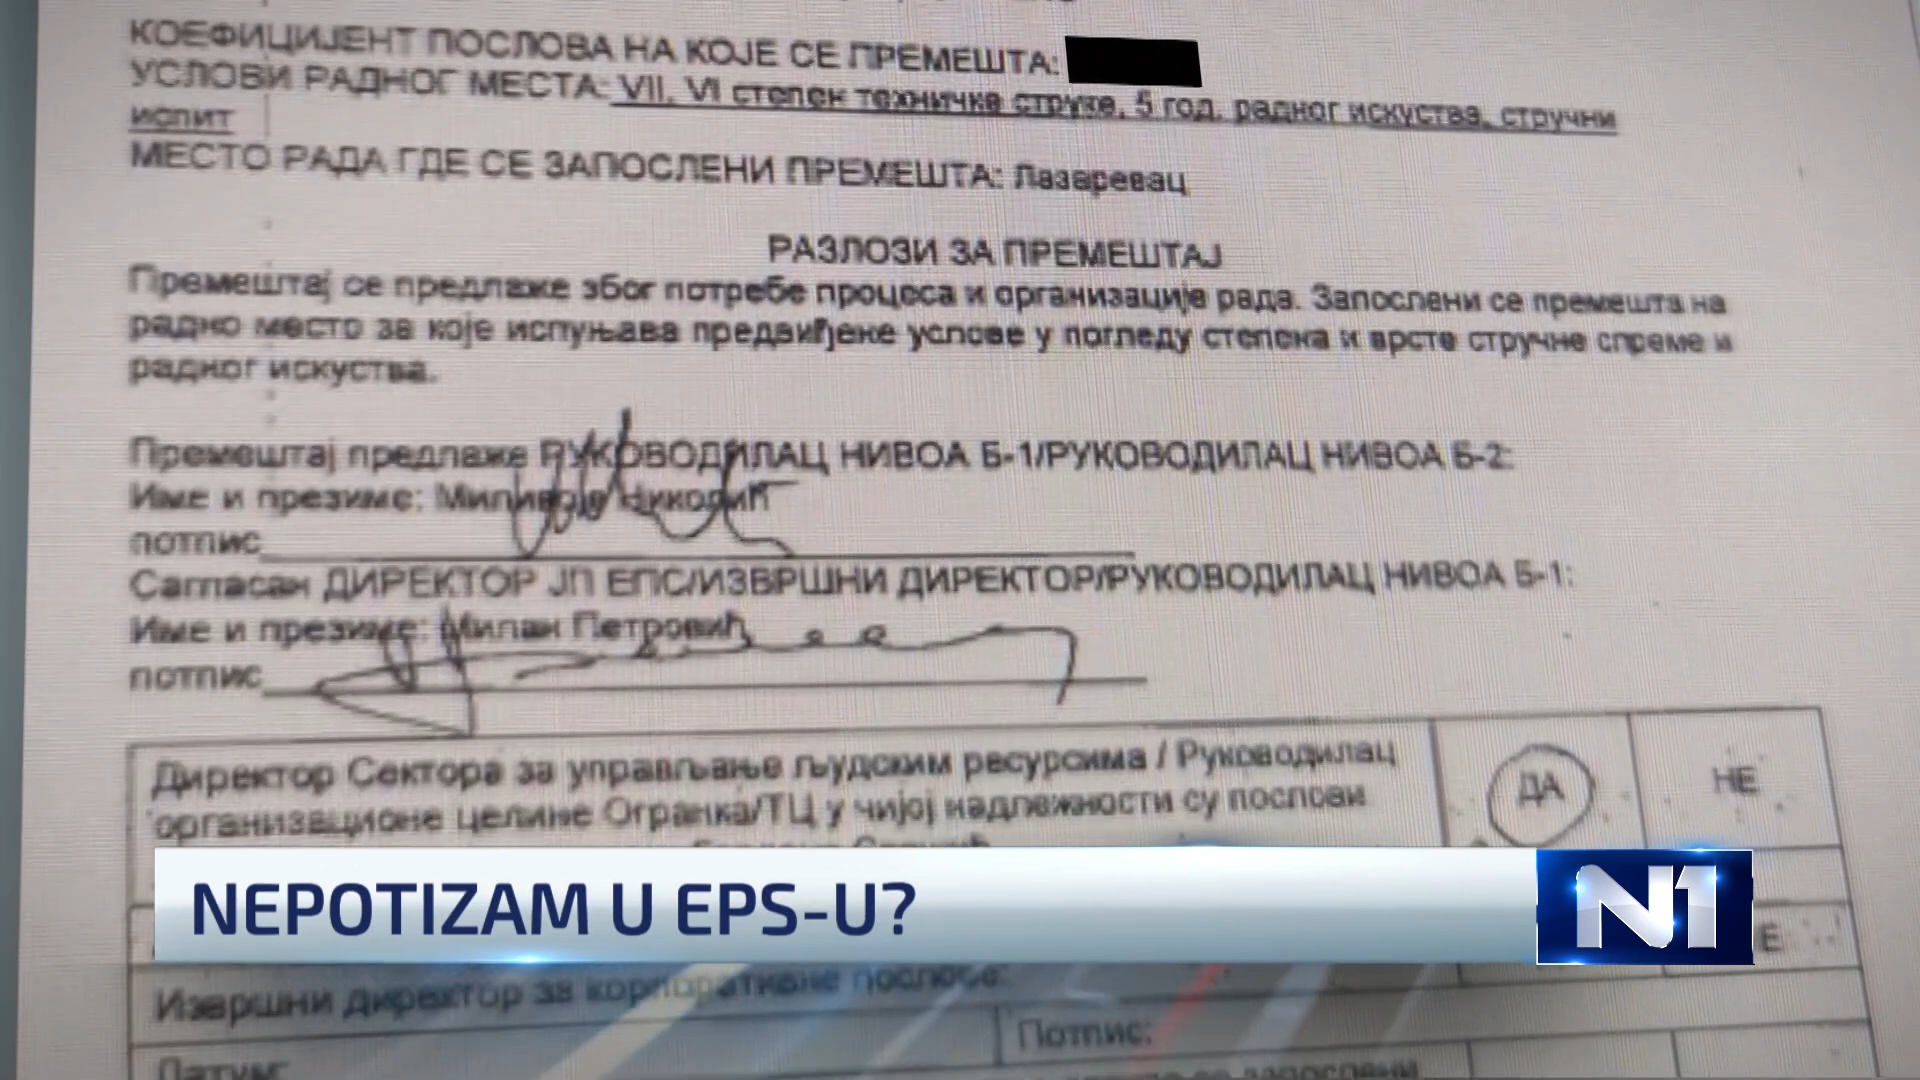 КОЕФИЦИЈЕНТ ПОСЛОВА НА КОЈЕ СЕ ПРЕМЕШТА:
УСЛОВИ РАДНОГ МЕСТА: VII, VI степен техничке струке, 5 год. радног искуства, стручни
испит
МЕСТО РАДА ГДЕ СЕ ЗАПОСЛЕНИ ПРЕМЕШТА: Лазаревац
РАЗЛОЗИ ЗА ПРЕМЕШТАЈ
Премештај се предлаже због потребе процеса и организације рада. Запослени се премешта на
радно место за које испуњава предвиђене услове у погледу степена и врсте стручне спреме и
радног искуства.
Премештај предлаже РУКОВОДИЛАЦ НИВОА Б-1/РУКОВОДИЛАЦ НИВОА Б-2:
Име и презиме: Миливоје Николић
потпис
Сагласан ДИРЕКТОР ЈП ЕПС/ИЗВРШНИ ДИРЕКТОР/РУКОВОДИЛАЦ НИВОА Б-1:
Име и презиме: Милан Петровић
потпис
Директор Сектора за управљање људским ресурсима / Руководилац
организационе целине Огранка/ТЦ у чијој надлежности су послови
ДА
НЕ
NEPOTIZAM U EPS-U?
N1
Извршни директор за корпоративне послове:
Потпис:
Датум: